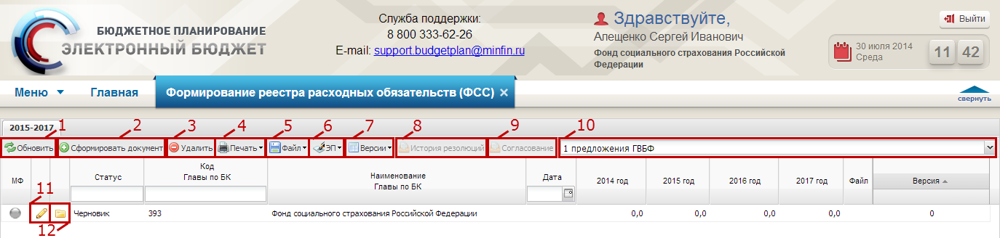 БЮДЖЕТНОЕ ПЛАНИРОВАНИЕ
ЭЛЕКТРОННЫЙ БЮДЖЕТ
Служба поддержки:
8 800 333-62-26
E-mail: support.budgetplan@minfin.ru
Здравствуйте,
Алещенко Сергей Иванович
Фонд социального страхования Российской
Федерации
Выйти
30 июля 2014
Среда
11 42
Меню Главная Формирование реестра расходных обязательств (ФСС) ×
свернуть
2015-2017
1 2 3 4 5 6 7 8 9 10
Обновить Сформировать документ Удалить Печать Файл ЭП Версии История резолюций Согласование 1 предложения ГВБФ
МФ
Статус
Код
Главы по БК
Наименование
Главы по БК
Дата
2014 год 2015 год 2016 год 2017 год Файл Версия
11
Черновик 393 Фонд социального страхования Российской Федерации 0,0 0,0 0,0 0,0 0
12